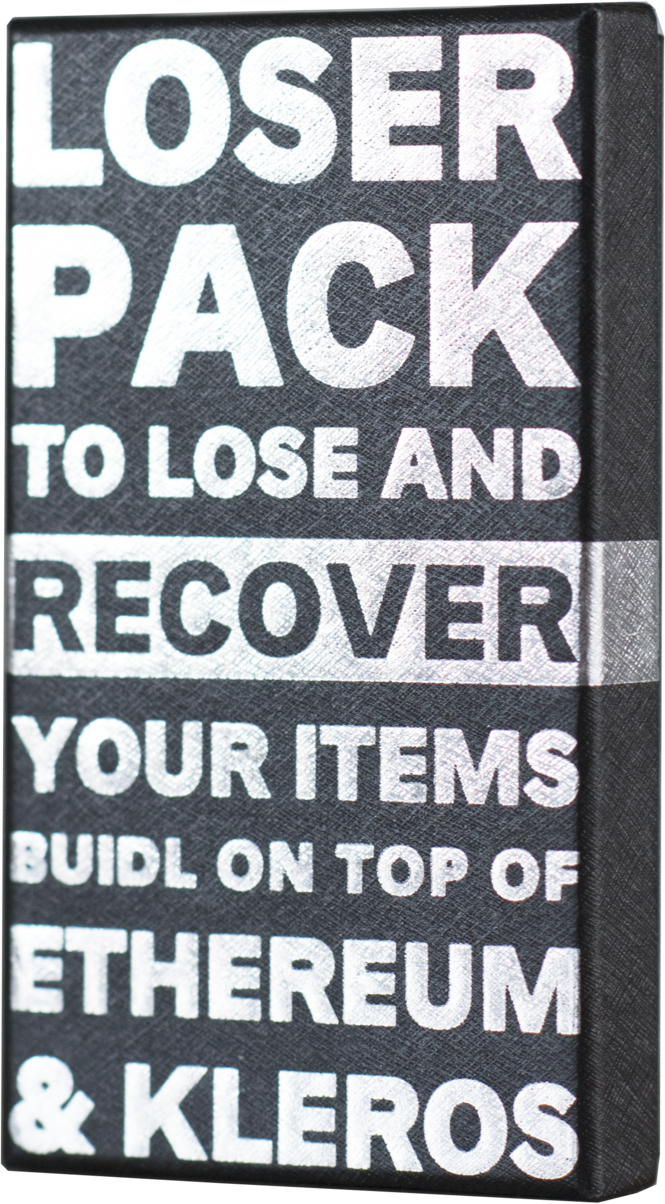 LOSER
PACK
TO LOSE AND
RECOVER
YOUR ITEMS
BUIDL ON TOP OF
ETHEREUM
& KLEROS